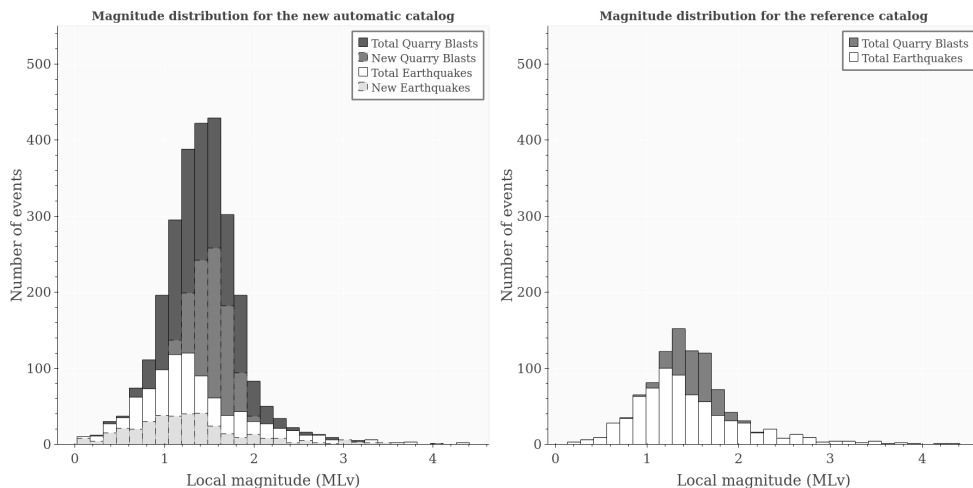 Magnitude distribution for the new automatic catalog
Number of events
500
400
300
200
100
0
Total Quarry Blasts
New Quarry Blasts
Total Earthquakes
New Earthquakes
0
1
2
3
4
Local magnitude (MLv)
Magnitude distribution for the reference catalog
Number of events
500
400
300
200
100
0
Total Quarry Blasts
Total Earthquakes
0
1
2
3
4
Local magnitude (MLv)